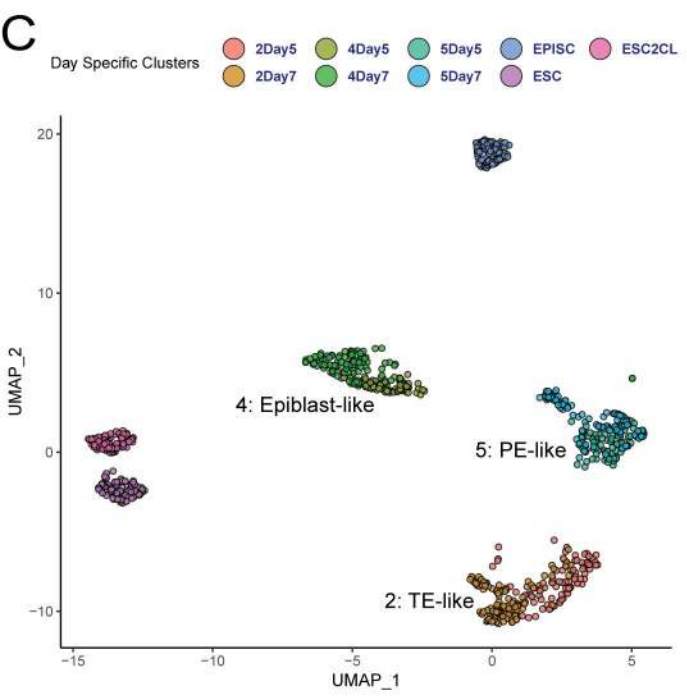 C
Day Specific Clusters
2Day5 4Day5 5Day5 EPISC ESC2CL
2Day7 4Day7 5Day7 ESC
UMAP_2
20
10
0
−10
4: Epiblast-like
5: PE-like
2: TE-like
−15 −10 −5 0 5
UMAP_1